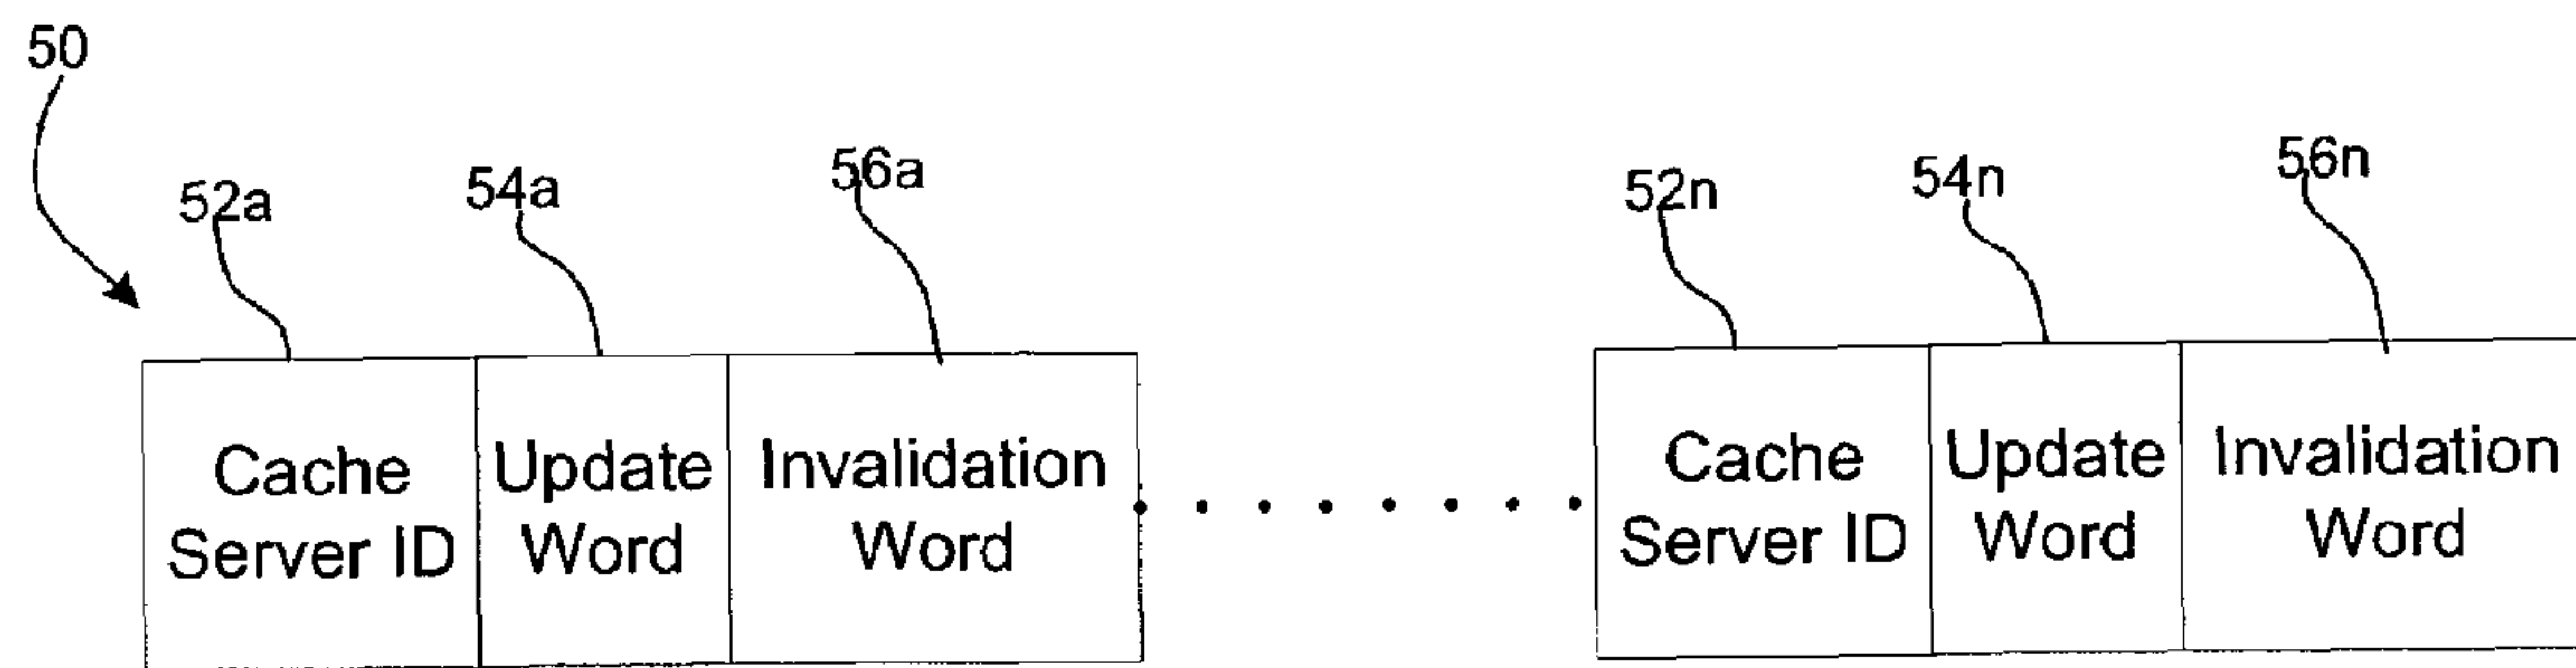 50
52a
54a
56a
52n
54n
56n
Cache
Server ID
Update
Word
Invalidation
Word
Cache
Server ID
Update
Word
Invalidation
Word